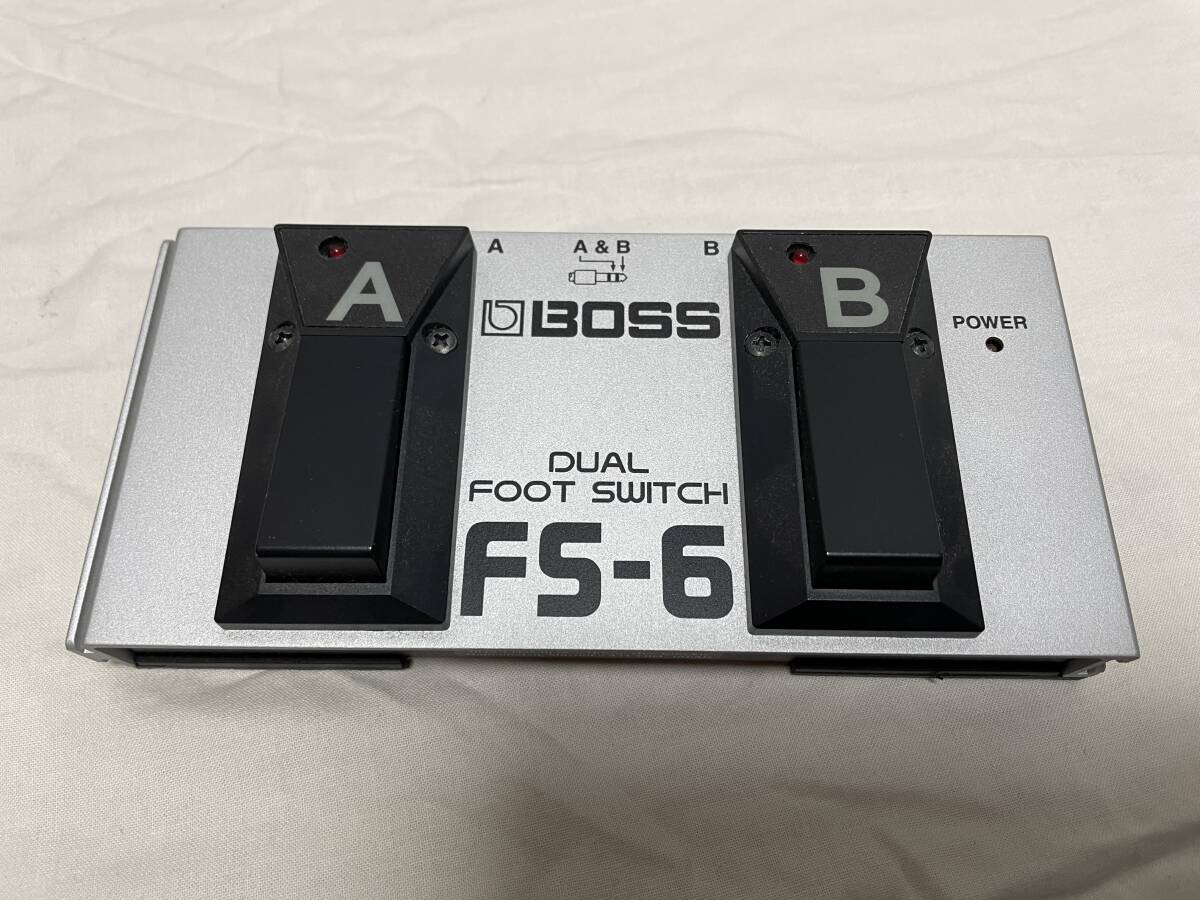 A
A
A & B
B
B
BOSS
POWER
DUAL
FOOT SWITCH
FS-6